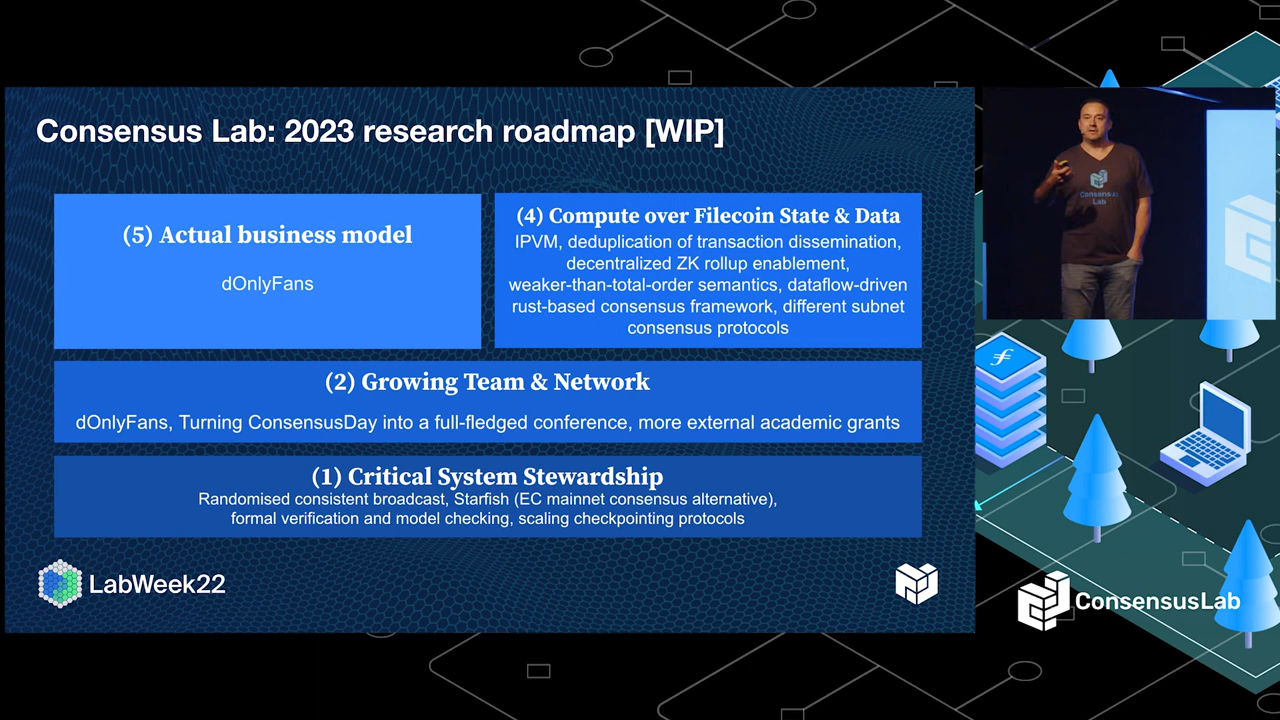 Consensus Lab: 2023 research roadmap [WIP]
(5) Actual business model
dOnlyFans
(4) Compute over Filecoin State & Data
IPVM, deduplication of transaction dissemination,
decentralized ZK rollup enablement,
weaker-than-total-order semantics, dataflow-driven
rust-based consensus framework, different subnet
consensus protocols
(2) Growing Team & Network
dOnlyFans, Turning ConsensusDay into a full-fledged conference, more external academic grants
(1) Critical System Stewardship
Randomised consistent broadcast, Starfish (EC mainnet consensus alternative),
formal verification and model checking, scaling checkpointing protocols
LabWeek22
Consensus
Lab
ConsensusLab